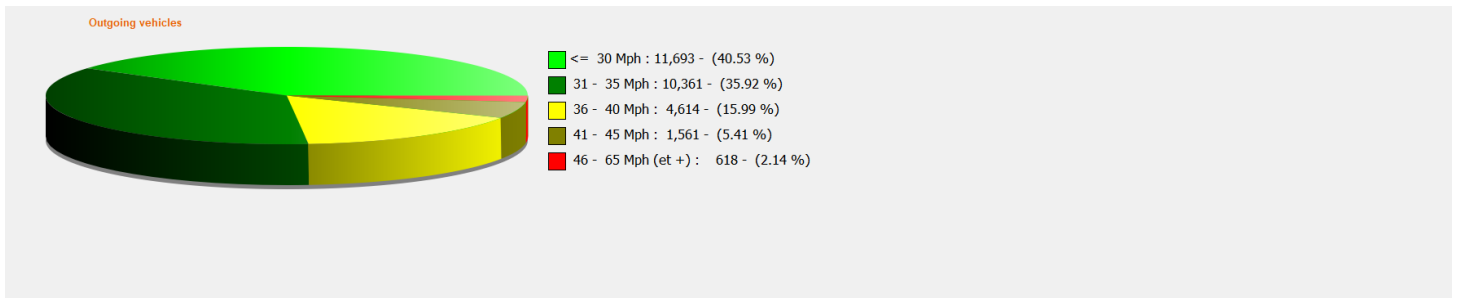 Outgoing vehicles
<= 30 Mph : 11,693 - (40.53 %)
31 - 35 Mph : 10,361 - (35.92 %)
36 - 40 Mph : 4,614 - (15.99 %)
41 - 45 Mph : 1,561 - (5.41 %)
46 - 65 Mph (et +) : 618 - (2.14 %)